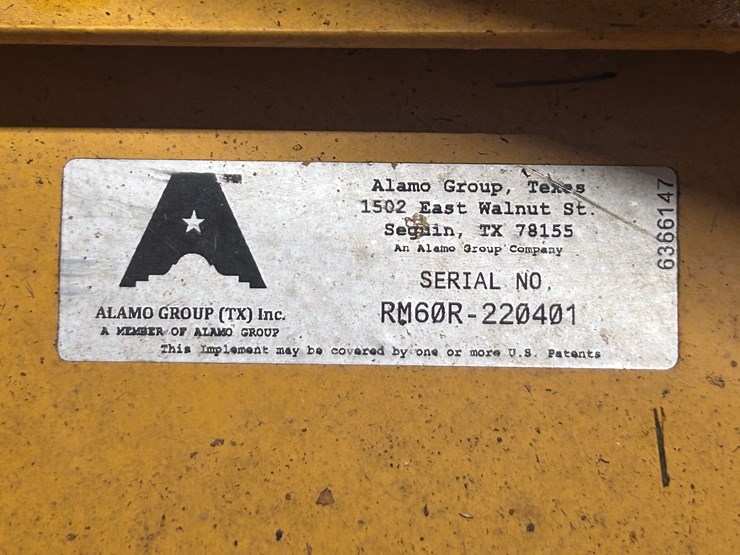 TM
ALAMO GROUP (TX) Inc.
A MEMBER OF ALAMO GROUP
Alamo Group, Texas
1502 East Walnut St.
Seguin, TX 78155
An Alamo Group Company
SERIAL NO.
RM60R-220401
This Implement may be covered by one or more U.S. Patents
6366147